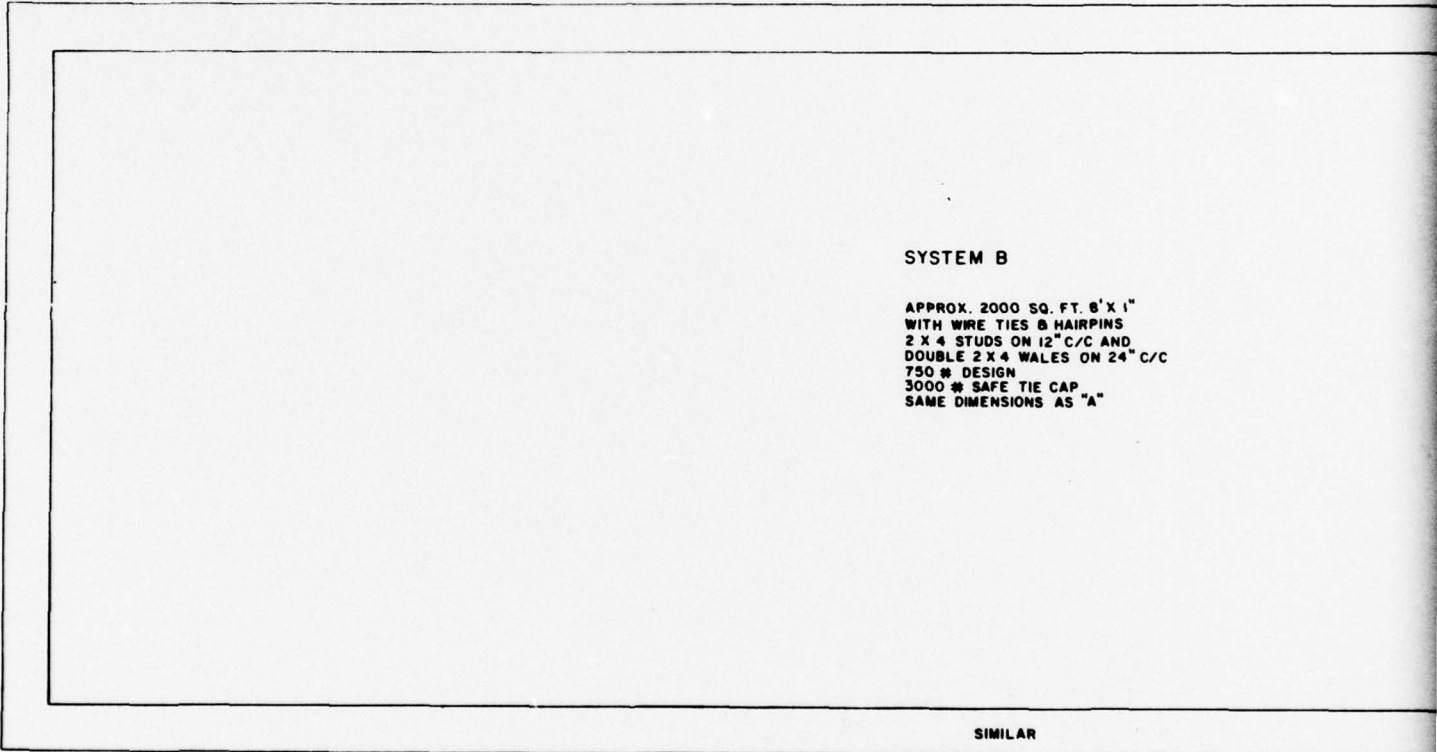 SYSTEM B
APPROX. 2000 SQ. FT. 8' X 1"
WITH WIRE TIES & HAIRPINS
2 X 4 STUDS ON 12" C/C AND
DOUBLE 2 X 4 WALES ON 24" C/C
750 # DESIGN
3000 # SAFE TIE CAP
SAME DIMENSIONS AS "A"
SIMILAR